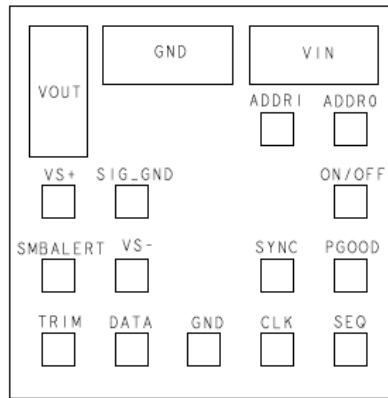 GND VIN
VOUT
ADDR1 ADDR0
VS+ SIG_GND ON/OFF
SMBALERT VS- SYNC PGOOD
TRIM DATA GND CLK SEQ